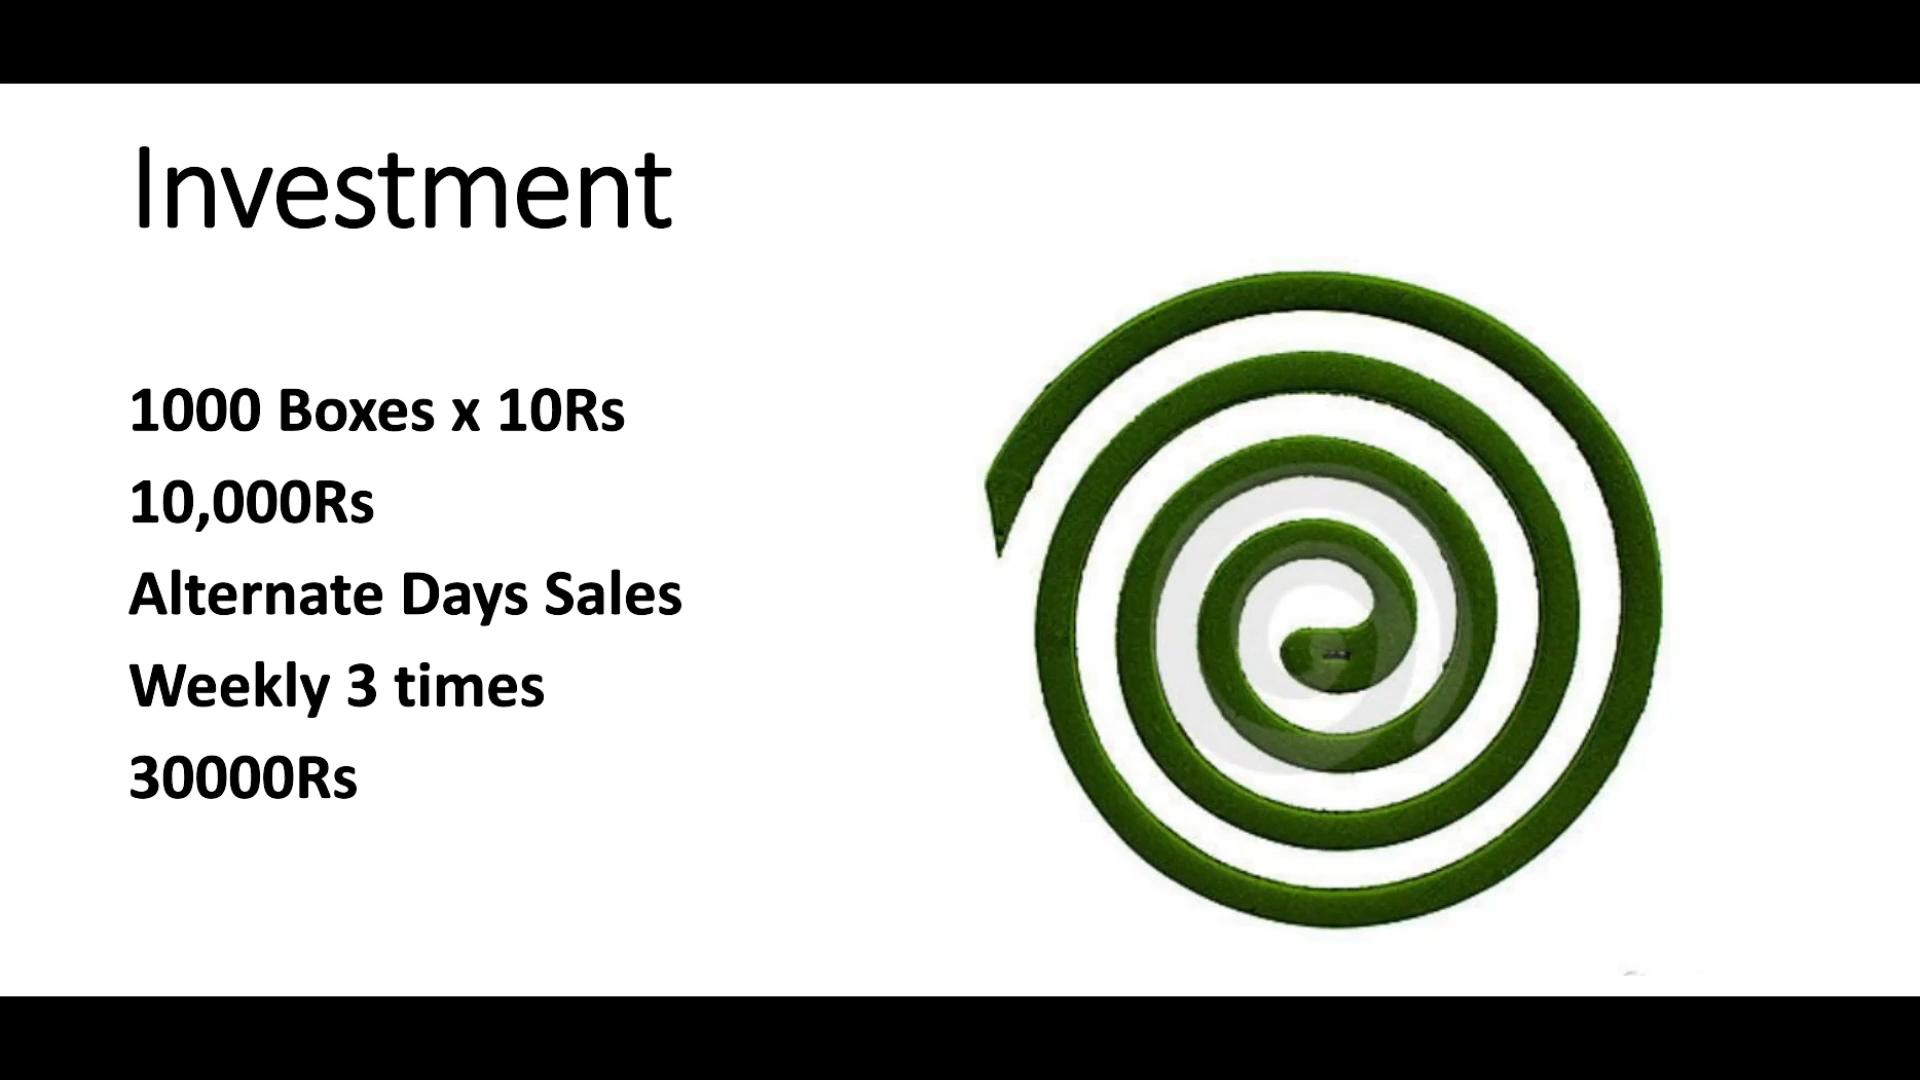 Investment
1000 Boxes x 10Rs
10,000Rs
Alternate Days Sales
Weekly 3 times
30000Rs